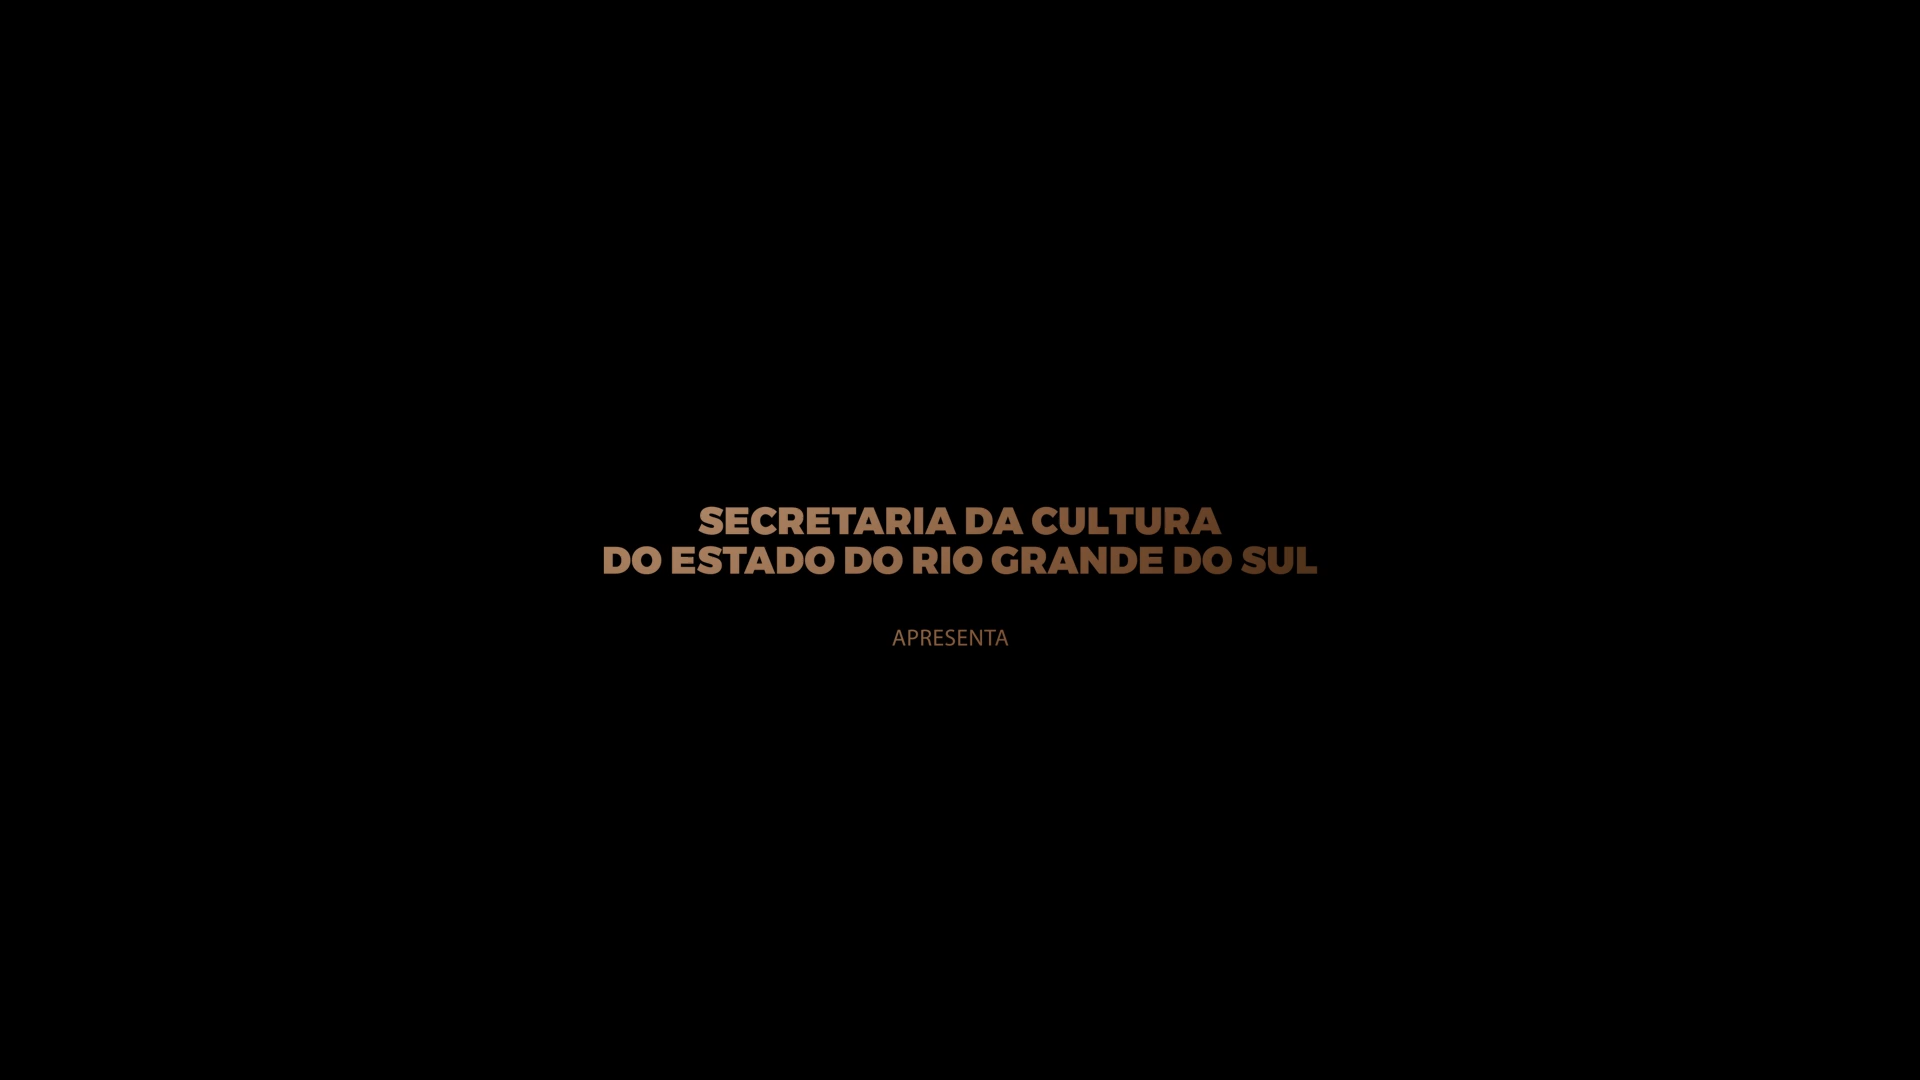 SECRETARIA DA CULTURA
DO ESTADO DO RIO GRANDE DO SUL
APRESENTA